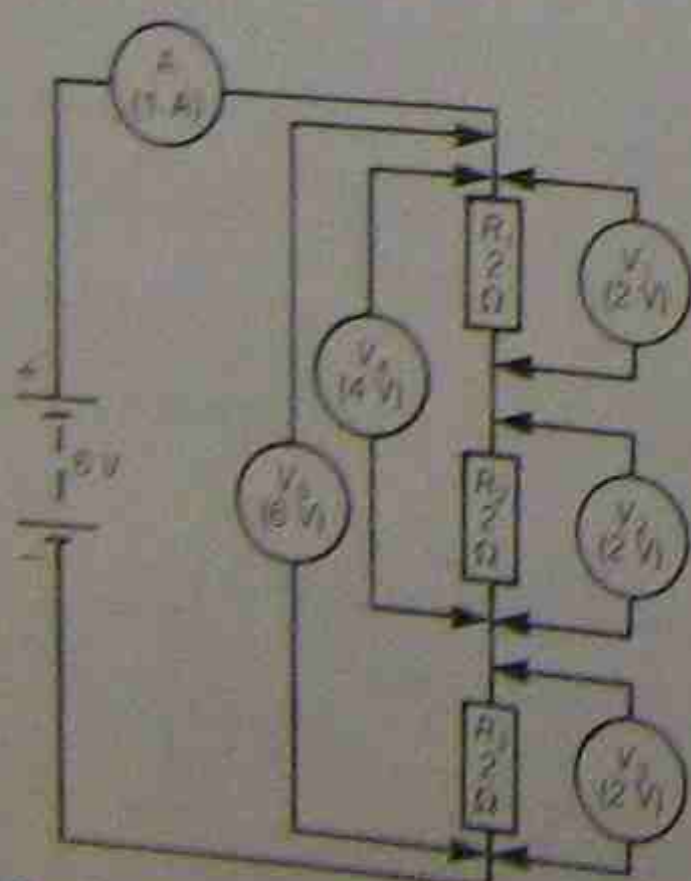 A
(1 A)
R₁
2
Ω
V₁
(2 V)
V₄
(4 V)
+
6 V
-
V₅
(6 V)
R₂
2
Ω
V₂
(2 V)
R₃
2
Ω
V₃
(2 V)